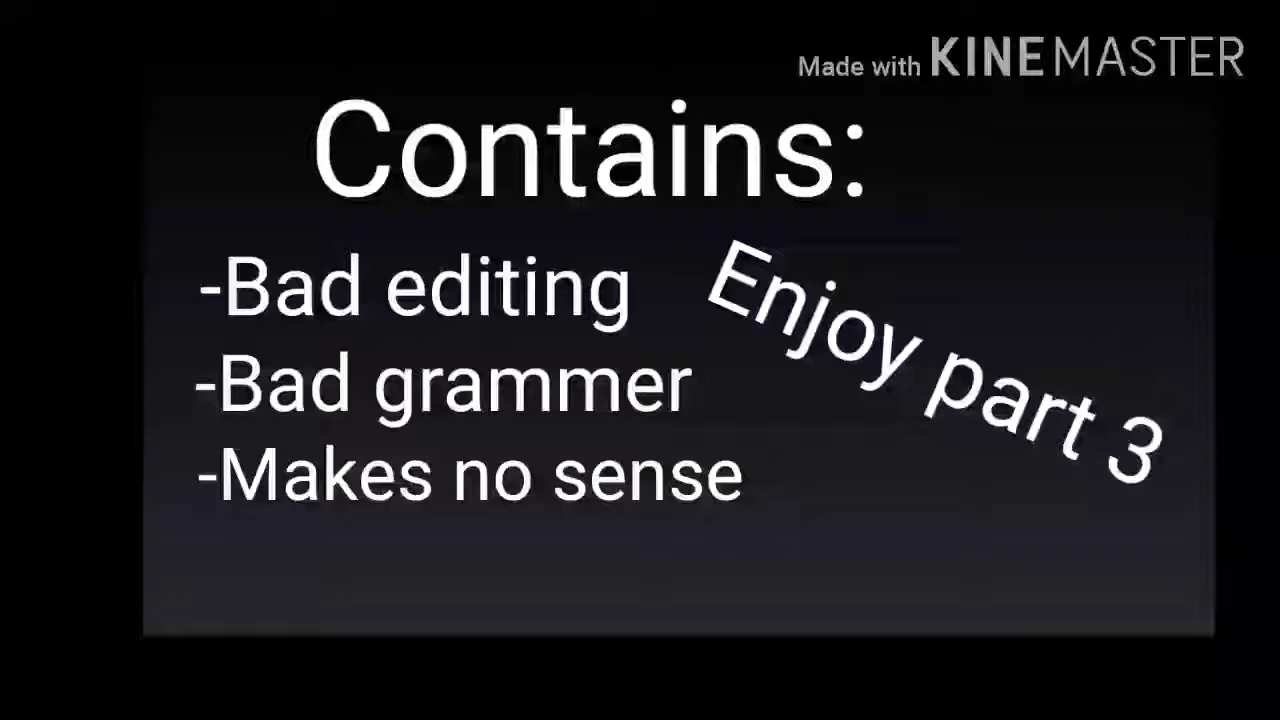 Made with KINEMASTER
Contains:
-Bad editing
-Bad grammer
-Makes no sense
Enjoy part 3